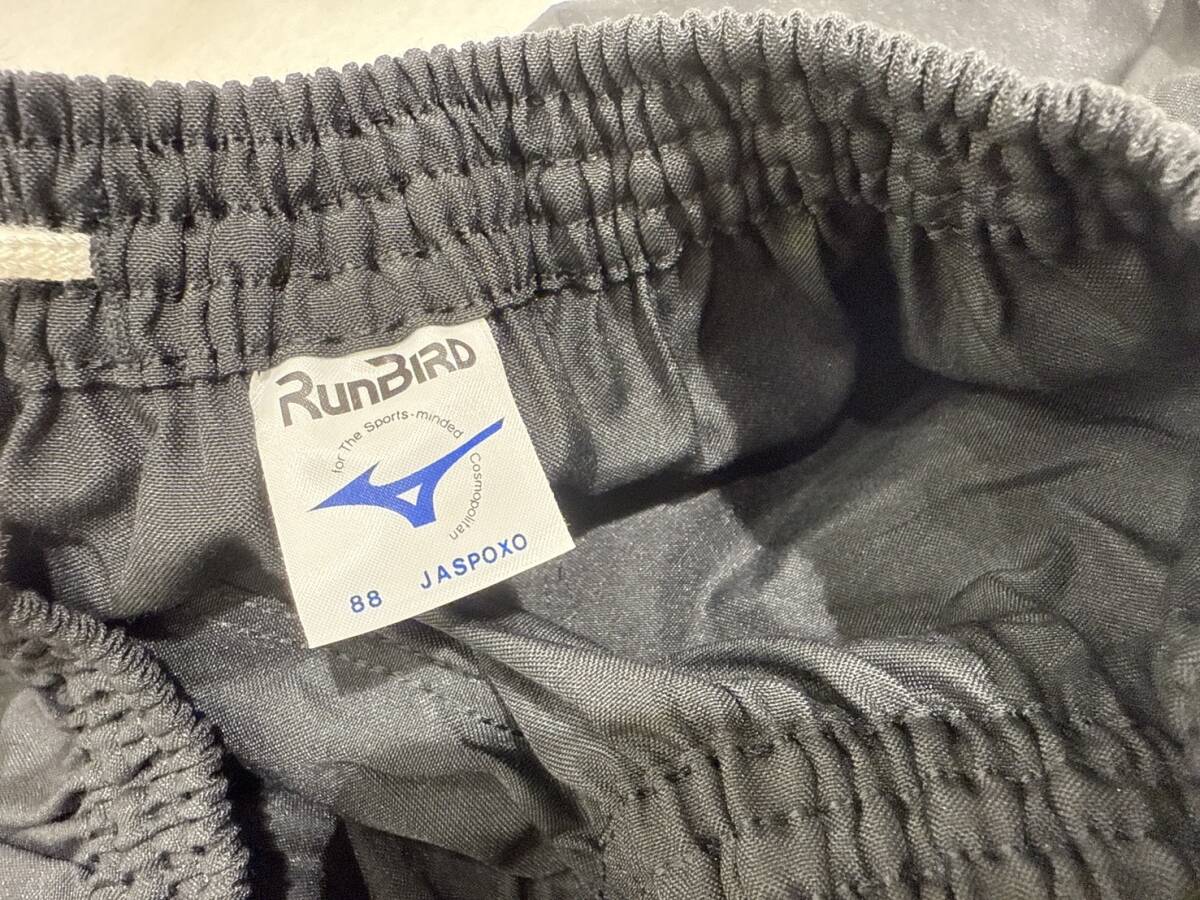 RunBIRD
for The Sports-minded
Cosmopolitan
88 JASPOXO